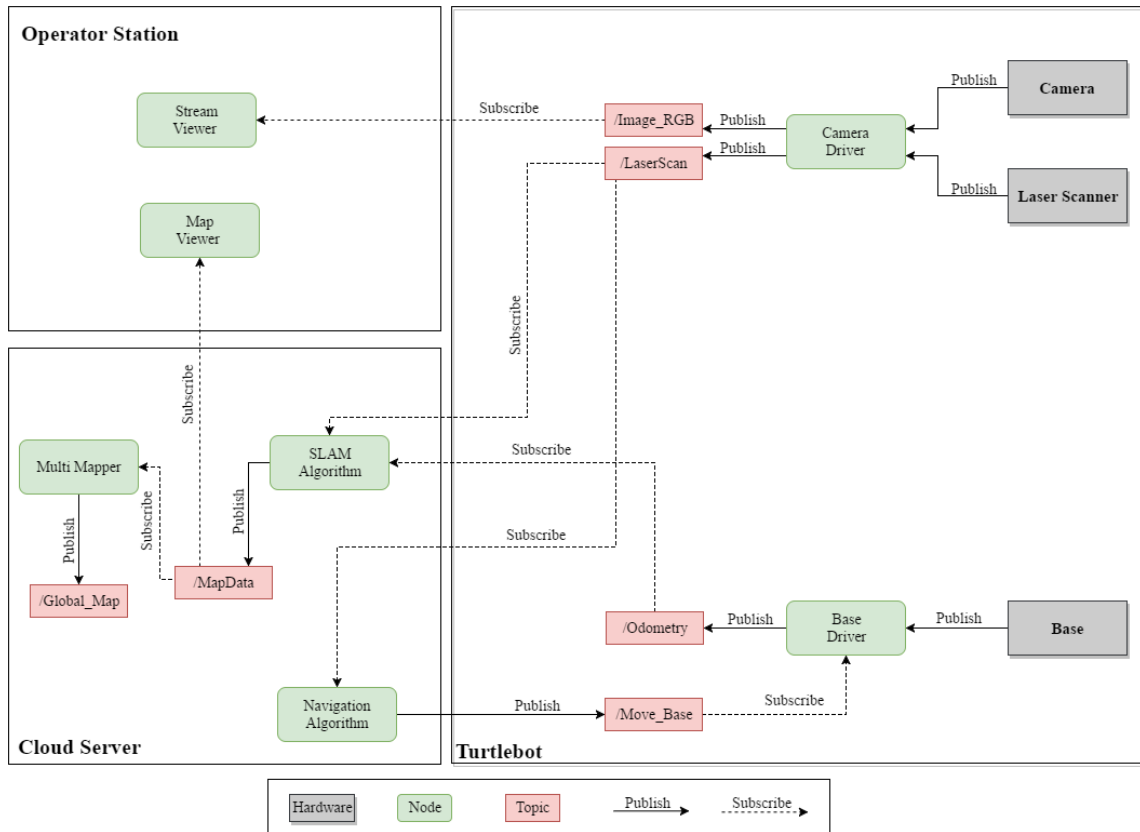 Operator Station
Stream
Viewer
Map
Viewer
Subscribe
/Image_RGB
/LaserScan
Publish
Publish
Camera
Driver
Publish
Publish
Camera
Laser Scanner
Subscribe
Subscribe
Multi Mapper
Publish
/Global_Map
Subscribe
/MapData
Publish
SLAM
Algorithm
Subscribe
Subscribe
/Odometry
Publish
Base
Driver
Publish
Base
Navigation
Algorithm
Publish
/Move_Base
Subscribe
Cloud Server
Turtlebot
Hardware
Node
Topic
Publish
Subscribe